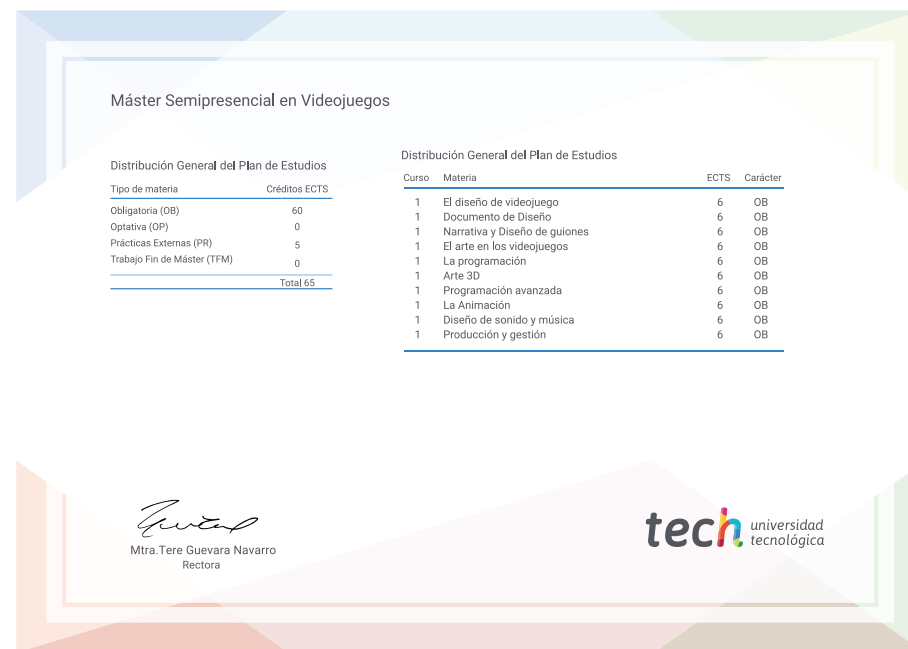 Máster Semipresencial en Videojuegos
Distribución General del Plan de Estudios
Tipo de materia Créditos ECTS
Obligatoria (OB) 60
Optativa (OP) 0
Prácticas Externas (PR) 5
Trabajo Fin de Máster (TFM) 0
Total 65
Distribución General del Plan de Estudios
Curso Materia ECTS Carácter
1 El diseño de videojuego 6 OB
1 Documento de Diseño 6 OB
1 Narrativa y Diseño de guiones 6 OB
1 El arte en los videojuegos 6 OB
1 La programación 6 OB
1 Arte 3D 6 OB
1 Programación avanzada 6 OB
1 La Animación 6 OB
1 Diseño de sonido y música 6 OB
1 Producción y gestión 6 OB
Mtra.Tere Guevara Navarro
Rectora
tech universidad
tecnológica